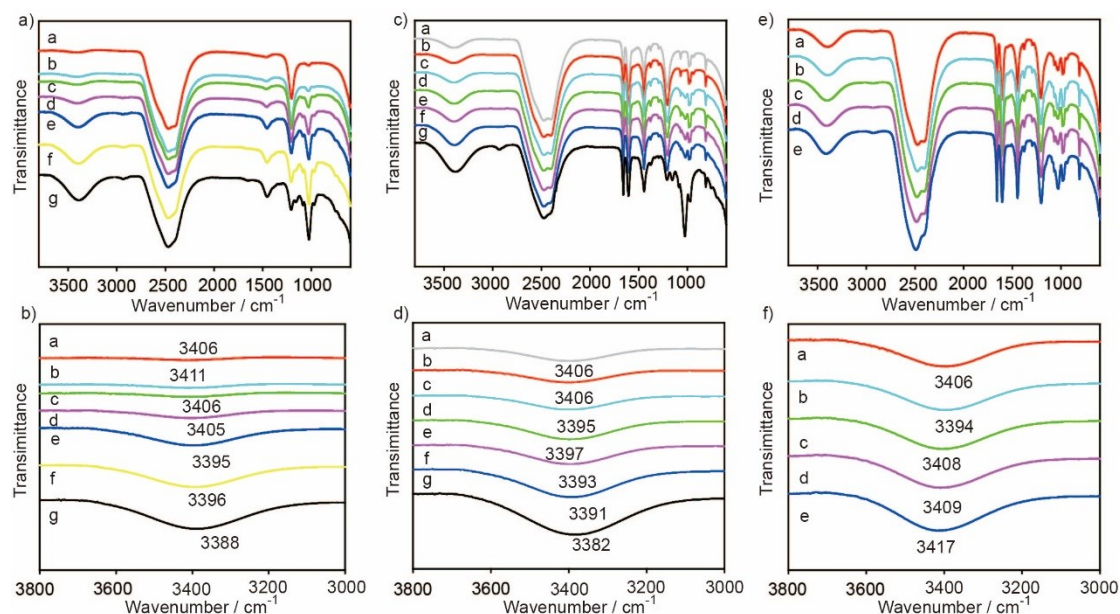 a)
Transimittance
a
b
c
d
e
f
g
3500 3000 2500 2000 1500 1000
Wavenumber / cm⁻¹
c)
Transimittance
a
b
c
d
e
f
g
3500 3000 2500 2000 1500 1000
Wavenumber / cm⁻¹
e)
Transimittance
a
b
c
d
e
3500 3000 2500 2000 1500 1000
Wavenumber / cm⁻¹
b)
Transimittance
a
3406
b
3411
c
3406
d
3405
e
3395
f
3396
g
3388
3800 3600 3400 3200 3000
Wavenumber / cm⁻¹
d)
Transimittance
a
b
3406
c
3406
d
3395
e
3397
f
3393
g
3391
3382
3800 3600 3400 3200 3000
Wavenumber / cm⁻¹
f)
Transimittance
a
3406
b
3394
c
3408
d
3409
e
3417
3800 3600 3400 3200 3000
Wavenumber / cm⁻¹